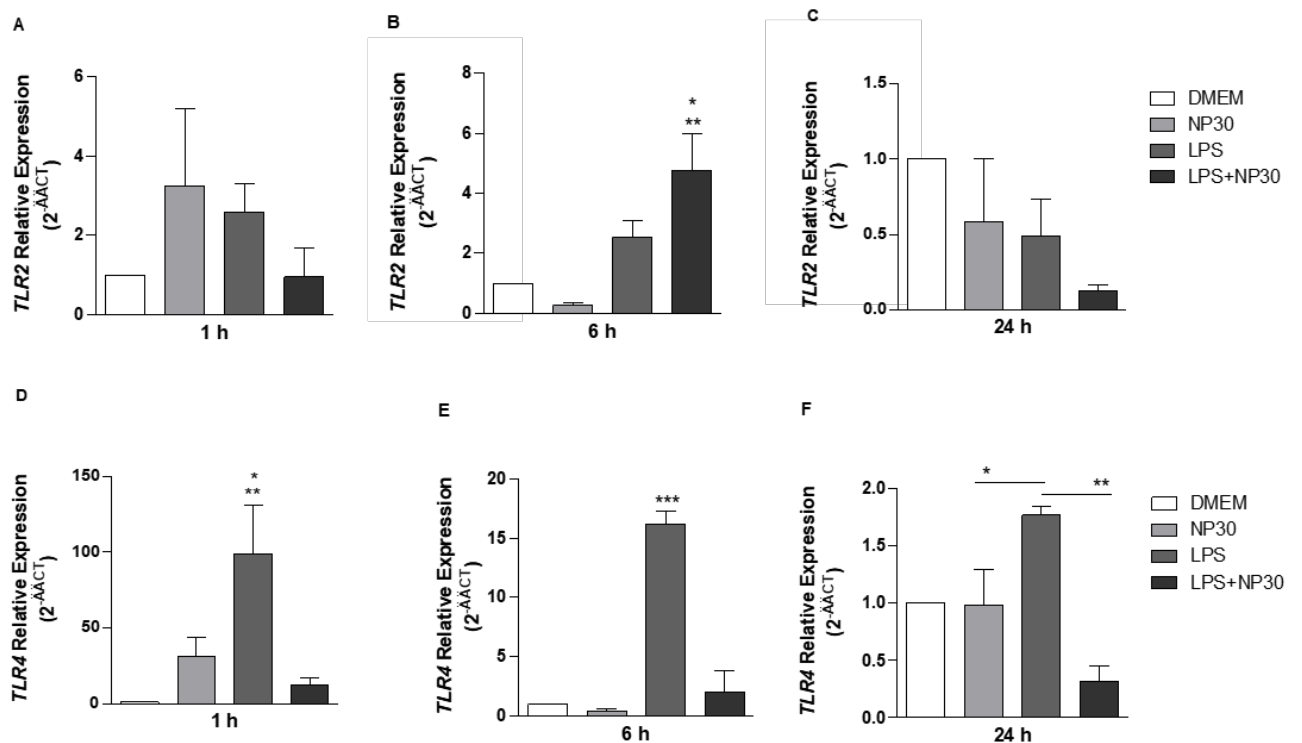 A
TLR2 Relative Expression
(2-ÄÄCT)
6
4
2
0
1 h
B
TLR2 Relative Expression
(2-ÄÄCT)
8
6
4
2
0
*
**
6 h
C
TLR2 Relative Expression
(2-ÄÄCT)
1.5
1.0
0.5
0.0
24 h
DMEM
NP30
LPS
LPS+NP30
D
TLR4 Relative Expression
(2-ÄÄCT)
150
100
50
0
*
**
1 h
E
TLR4 Relative Expression
(2-ÄÄCT)
20
15
10
5
0
***
6 h
F
TLR4 Relative Expression
(2-ÄÄCT)
2.0
1.5
1.0
0.5
0.0
*
**
24 h
DMEM
NP30
LPS
LPS+NP30